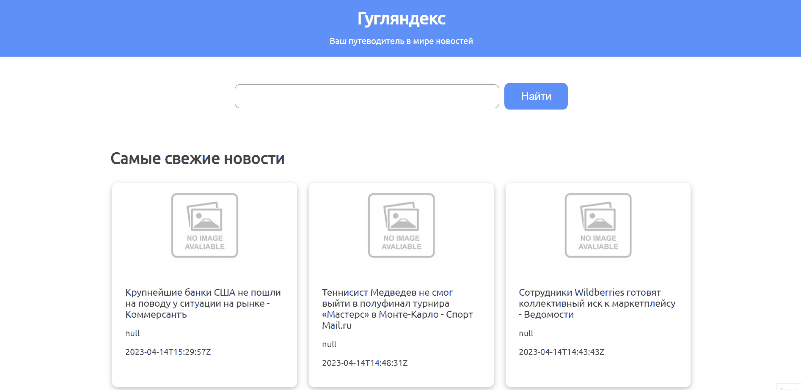 Гугляндекс
Ваш путеводитель в мире новостей
Найти
Самые свежие новости
NO IMAGE
AVALIABLE
Крупнейшие банки США не пошли
на поводу у ситуации на рынке -
Коммерсантъ
null
2023-04-14T15:29:57Z
NO IMAGE
AVALIABLE
Теннисист Медведев не смог
выйти в полуфинал турнира
«Мастерс» в Монте-Карло - Спорт
Mail.ru
null
2023-04-14T14:48:31Z
NO IMAGE
AVALIABLE
Сотрудники Wildberries готовят
коллективный иск к маркетплейсу
- Ведомости
null
2023-04-14T14:43:43Z